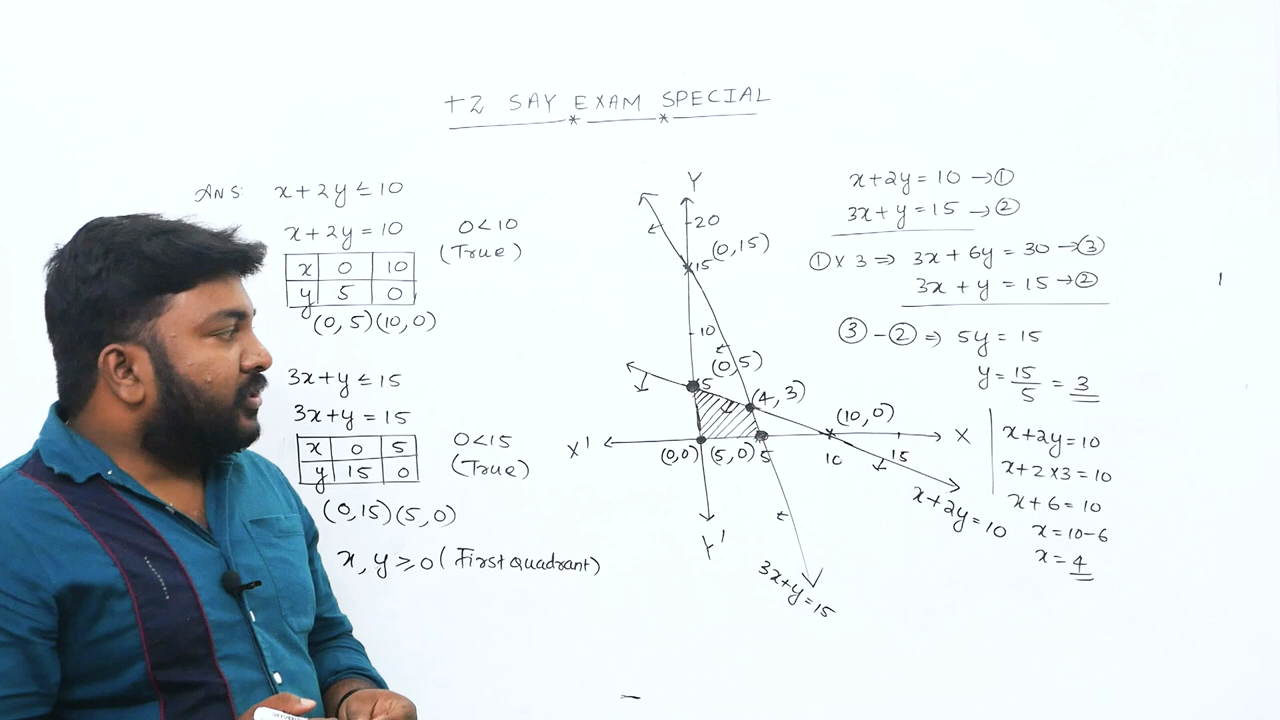 +2 SAY EXAM SPECIAL
ANS: x+2y ≤ 10
x+2y = 10
0<10
(True)
x 0 10
y 5 0
(0,5)(10,0)
3x+y ≤ 15
3x+y = 15
x 0 5
y 15 0
0<15
(True)
(0,15)(5,0)
x, y ⩾ 0 (First quadrant)
Y
20
(0,15)
15
10
(0,5)
5
(4,3)
(10,0)
X'
X
(0,0)
(5,0)
5
10
15
x+2y=10
Y'
3x+y=15
x+2y = 10 →①
3x+y = 15 →②
①×3 ⇒ 3x+6y = 30 →③
3x+y = 15 →②
③-② ⇒ 5y = 15
y = 15/5 = 3
x+2y = 10
x+2×3 = 10
x+6 = 10
x = 10-6
x = 4